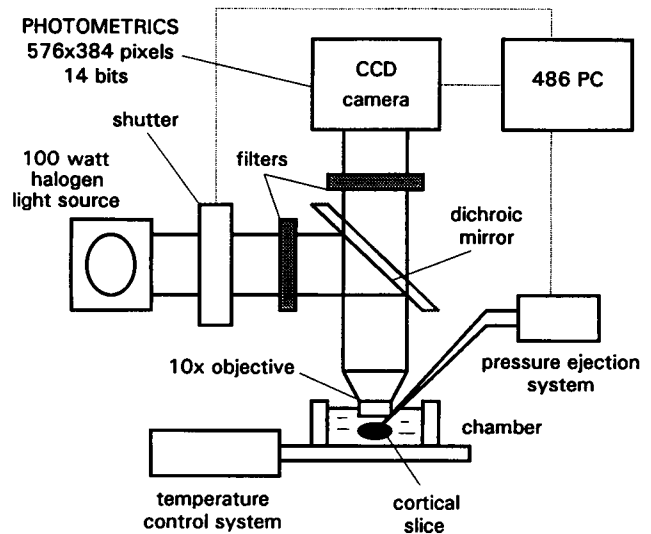 PHOTOMETRICS
576x384 pixels
14 bits
CCD
camera
486 PC
shutter
filters
100 watt
halogen
light source
dichroic
mirror
10x objective
pressure ejection
system
chamber
temperature
control system
cortical
slice